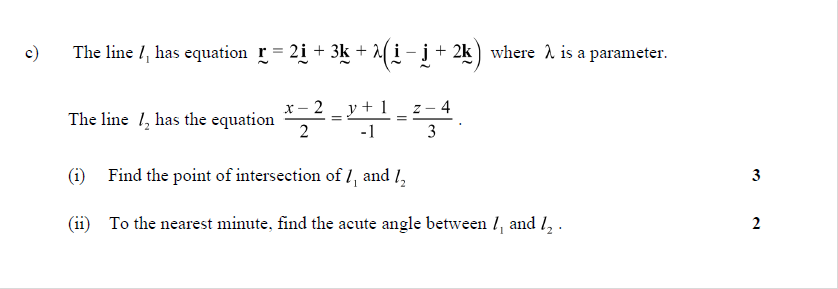 c) The line l₁ has equation r̰ = 2ḭ + 3k̰ + λ(ḭ − j̰ + 2k̰) where λ is a parameter.
The line l₂ has the equation (x − 2)/2 = (y + 1)/-1 = (z − 4)/3 .
(i) Find the point of intersection of l₁ and l₂ 3
(ii) To the nearest minute, find the acute angle between l₁ and l₂ . 2